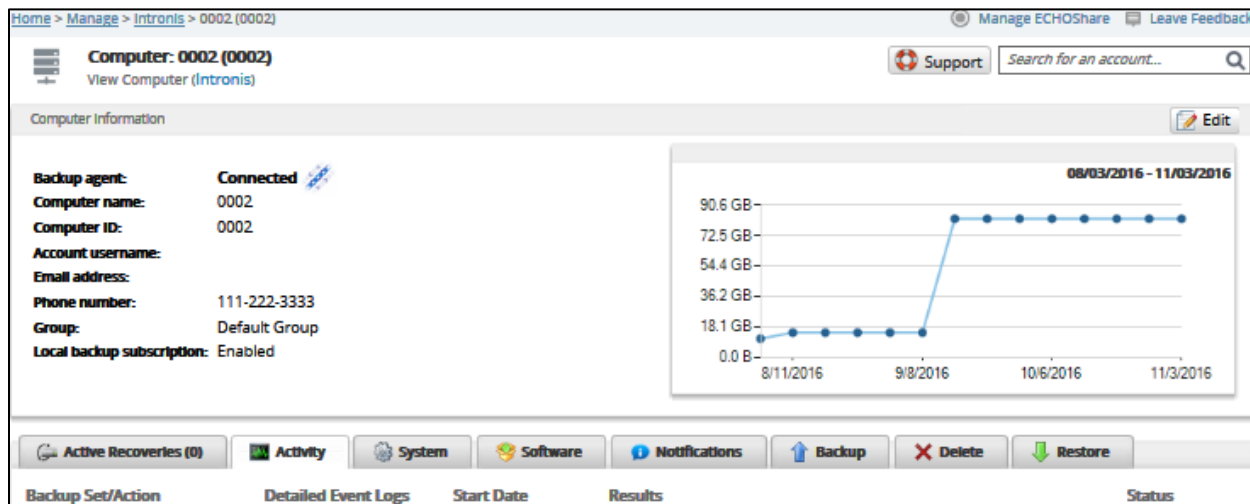 Home > Manage > Intronis > 0002 (0002)
Manage ECHOShare Leave Feedback
Computer: 0002 (0002)
View Computer (Intronis)
Support
Search for an account...
Computer Information
Edit
Backup agent: Connected
Computer name: 0002
Computer ID: 0002
Account username:
Email address:
Phone number: 111-222-3333
Group: Default Group
Local backup subscription: Enabled
08/03/2016 - 11/03/2016
90.6 GB
72.5 GB
54.4 GB
36.2 GB
18.1 GB
0.0 B
8/11/2016 9/8/2016 10/6/2016 11/3/2016
Active Recoveries (0) Activity System Software Notifications Backup Delete Restore
Backup Set/Action Detailed Event Logs Start Date Results Status